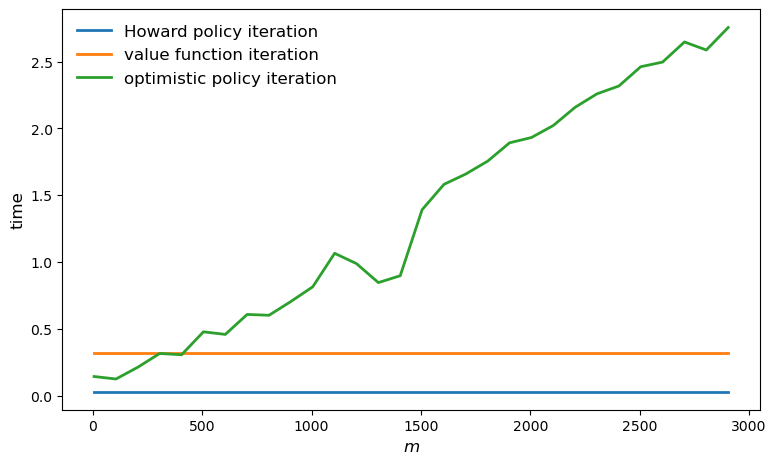 Howard policy iteration
value function iteration
optimistic policy iteration
time
2.5
2.0
1.5
1.0
0.5
0.0
0
500
1000
1500
2000
2500
3000
m